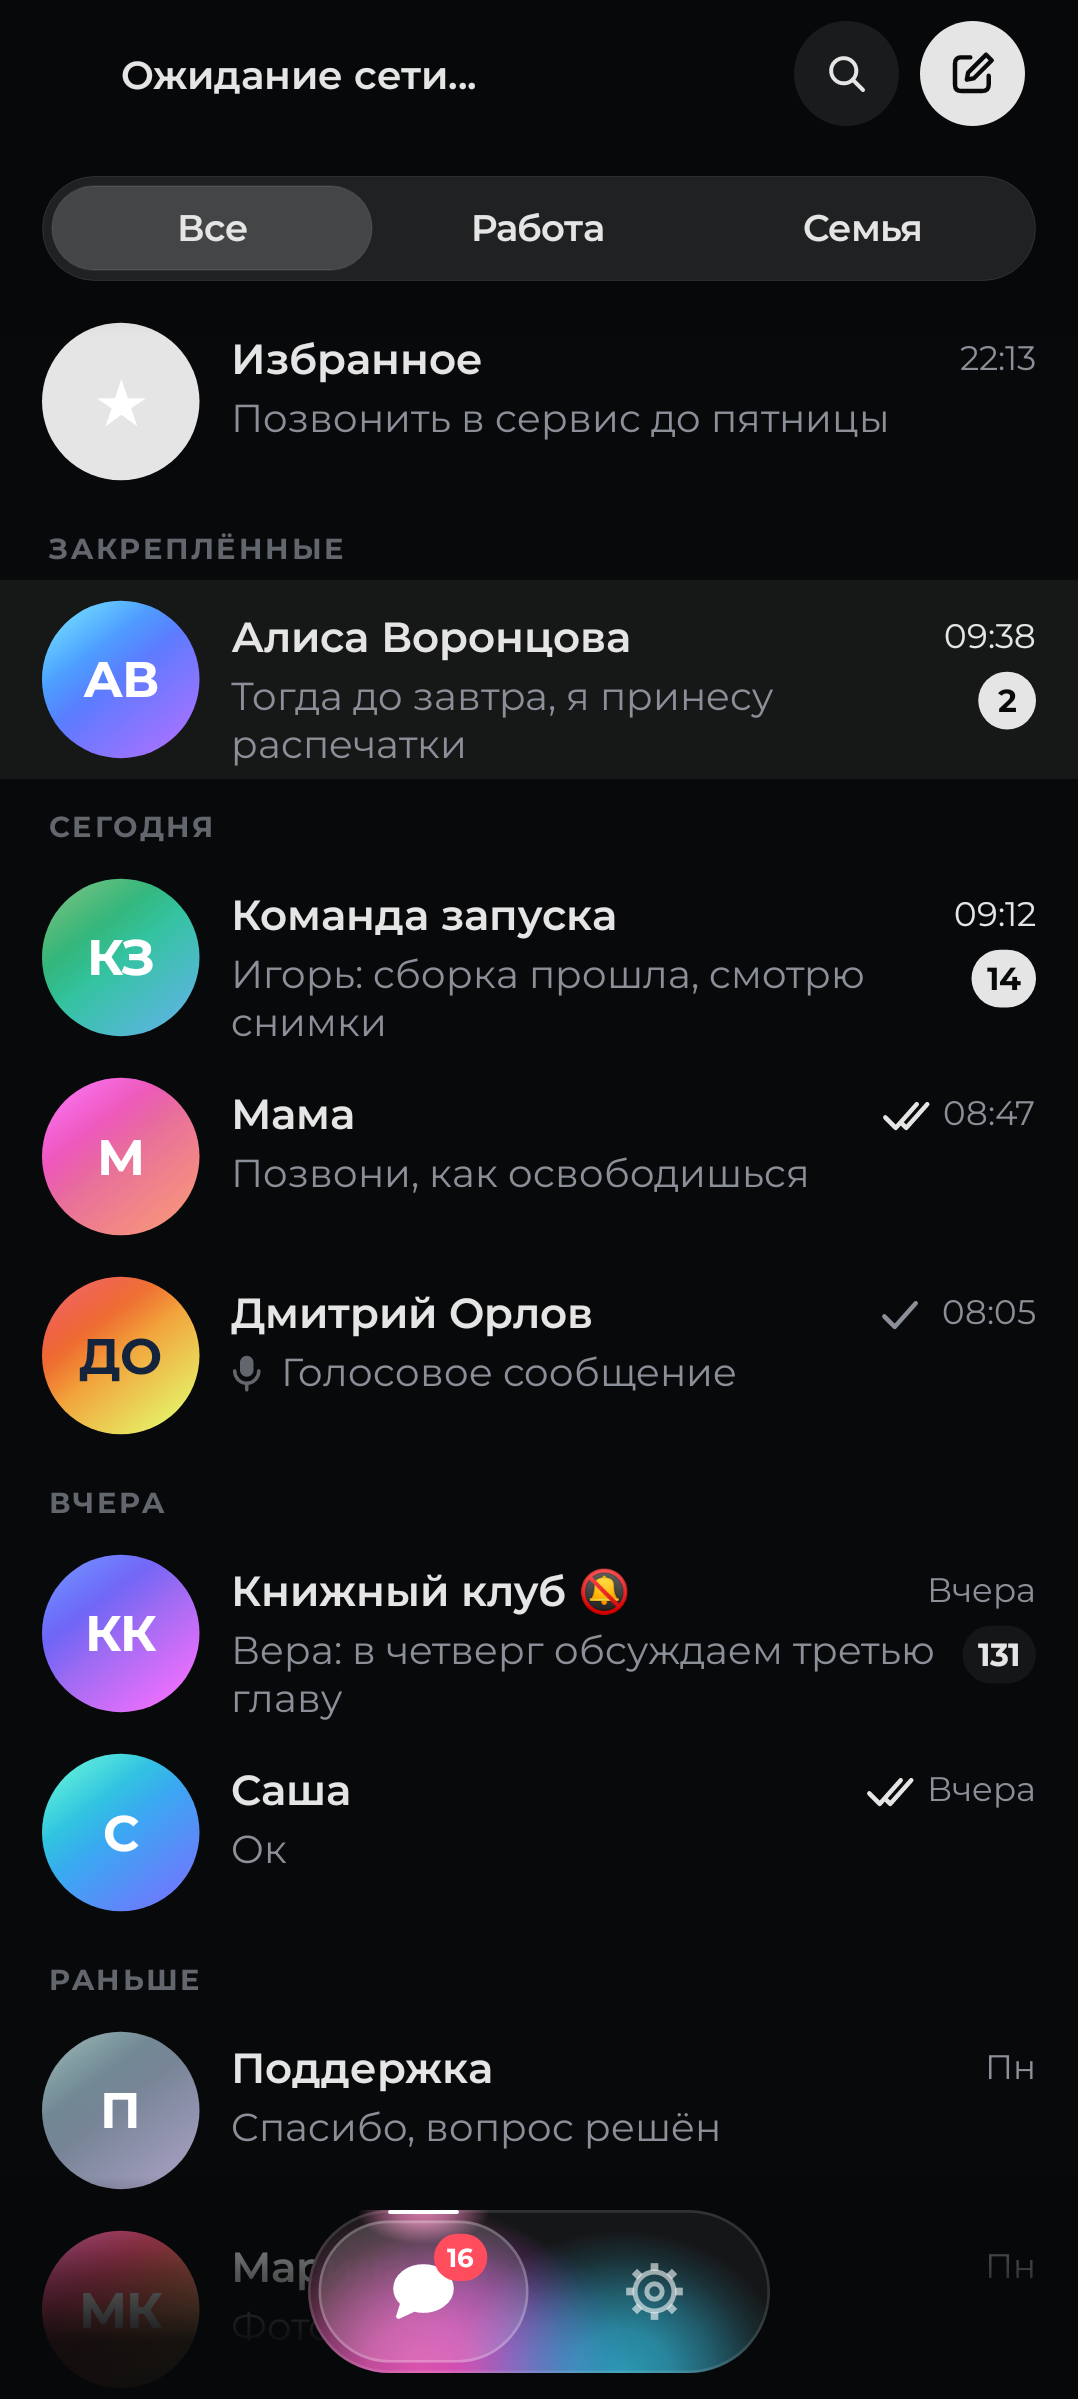 Ожидание сети...
Все
Работа
Семья
Избранное
22:13
Позвонить в сервис до пятницы
ЗАКРЕПЛЁННЫЕ
АВ
Алиса Воронцова
09:38
Тогда до завтра, я принесу
2
распечатки
СЕГОДНЯ
КЗ
Команда запуска
09:12
Игорь: сборка прошла, смотрю
14
снимки
М
Мама
08:47
Позвони, как освободишься
ДО
Дмитрий Орлов
08:05
Голосовое сообщение
ВЧЕРА
КК
Книжный клуб
Вчера
Вера: в четверг обсуждаем третью
131
главу
С
Саша
Вчера
Ок
РАНЬШЕ
П
Поддержка
Пн
Спасибо, вопрос решён
МК
Пн
16